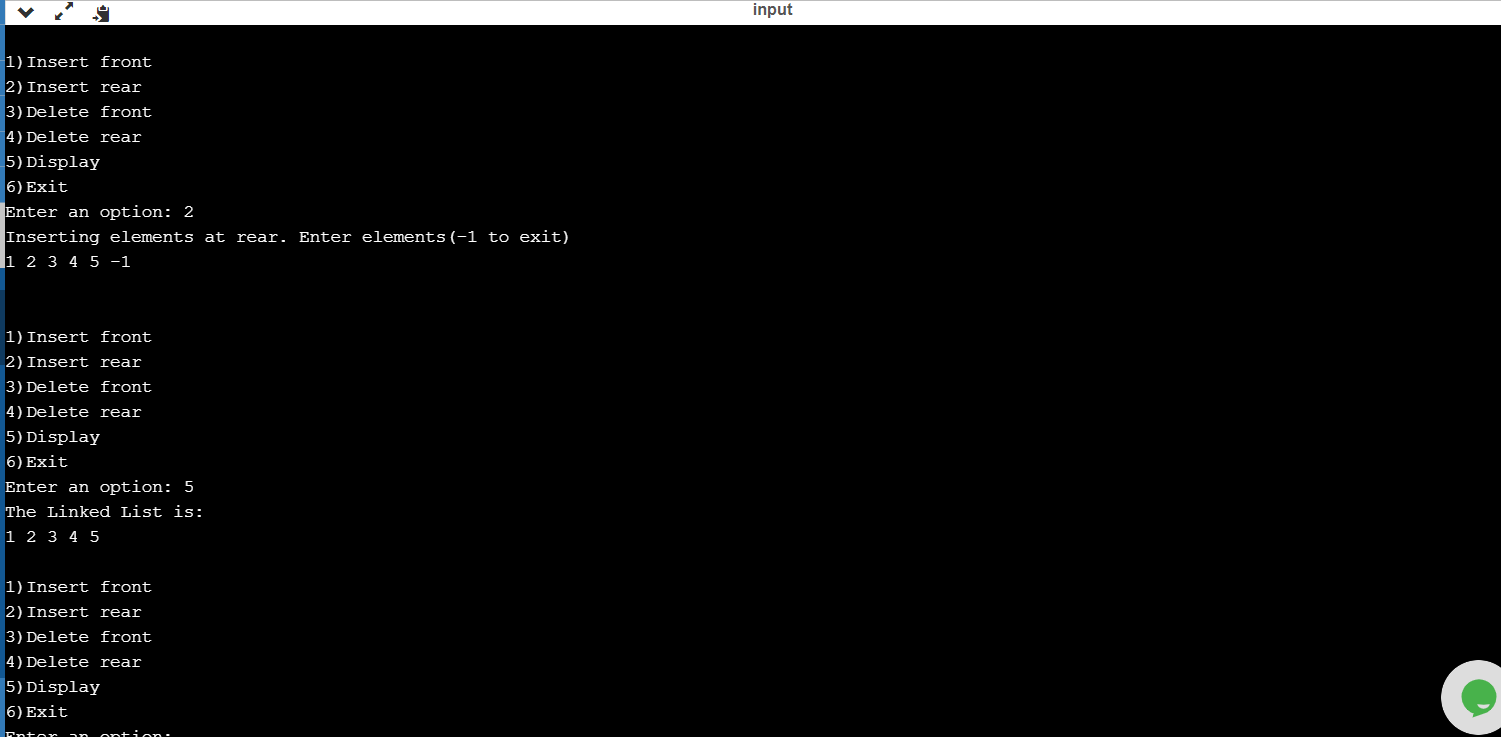 input
1)Insert front
2)Insert rear
3)Delete front
4)Delete rear
5)Display
6)Exit
Enter an option: 2
Inserting elements at rear. Enter elements(-1 to exit)
1 2 3 4 5 -1
1)Insert front
2)Insert rear
3)Delete front
4)Delete rear
5)Display
6)Exit
Enter an option: 5
The Linked List is:
1 2 3 4 5
1)Insert front
2)Insert rear
3)Delete front
4)Delete rear
5)Display
6)Exit
Enter an option: